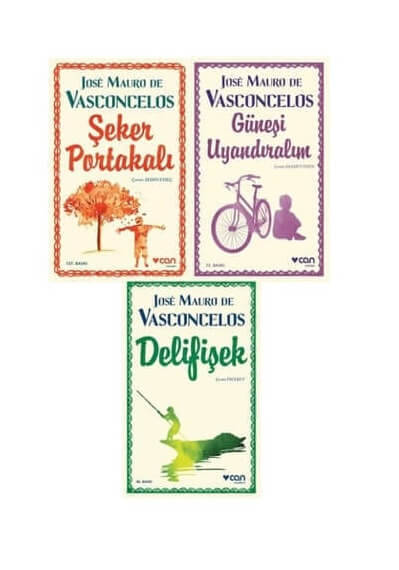 JOSÉ MAURO DE
VASCONCELOS
Şeker
Portakalı
can
JOSÉ MAURO DE
VASCONCELOS
Güneşi
Uyandıralım
can
JOSÉ MAURO DE
VASCONCELOS
Delifişek
can